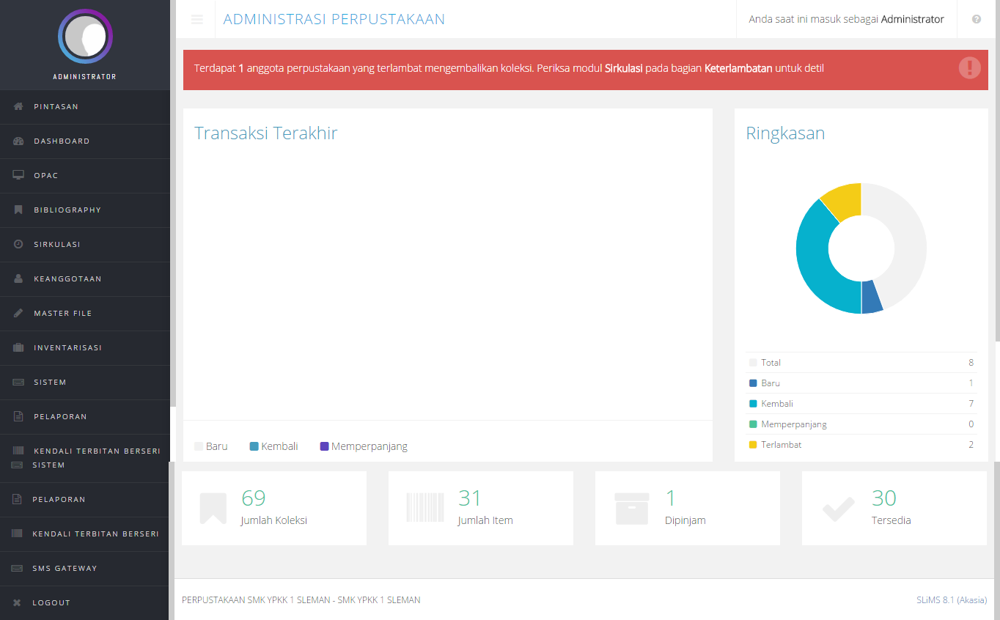 ADMINISTRATOR
PINTASAN
DASHBOARD
OPAC
BIBLIOGRAPHY
SIRKULASI
KEANGGOTAAN
MASTER FILE
INVENTARISASI
SISTEM
PELAPORAN
KENDALI TERBITAN BERSERI
SISTEM
PELAPORAN
KENDALI TERBITAN BERSERI
SMS GATEWAY
LOGOUT
ADMINISTRASI PERPUSTAKAAN
Anda saat ini masuk sebagai Administrator
Terdapat 1 anggota perpustakaan yang terlambat mengembalikan koleksi. Periksa modul Sirkulasi pada bagian Keterlambatan untuk detil
Transaksi Terakhir
Baru Kembali Memperpanjang
Ringkasan
Total 8
Baru 1
Kembali 7
Memperpanjang 0
Terlambat 2
69
Jumlah Koleksi
31
Jumlah Item
1
Dipinjam
30
Tersedia
PERPUSTAKAAN SMK YPKK 1 SLEMAN - SMK YPKK 1 SLEMAN
SLiMS 8.1 (Akasia)